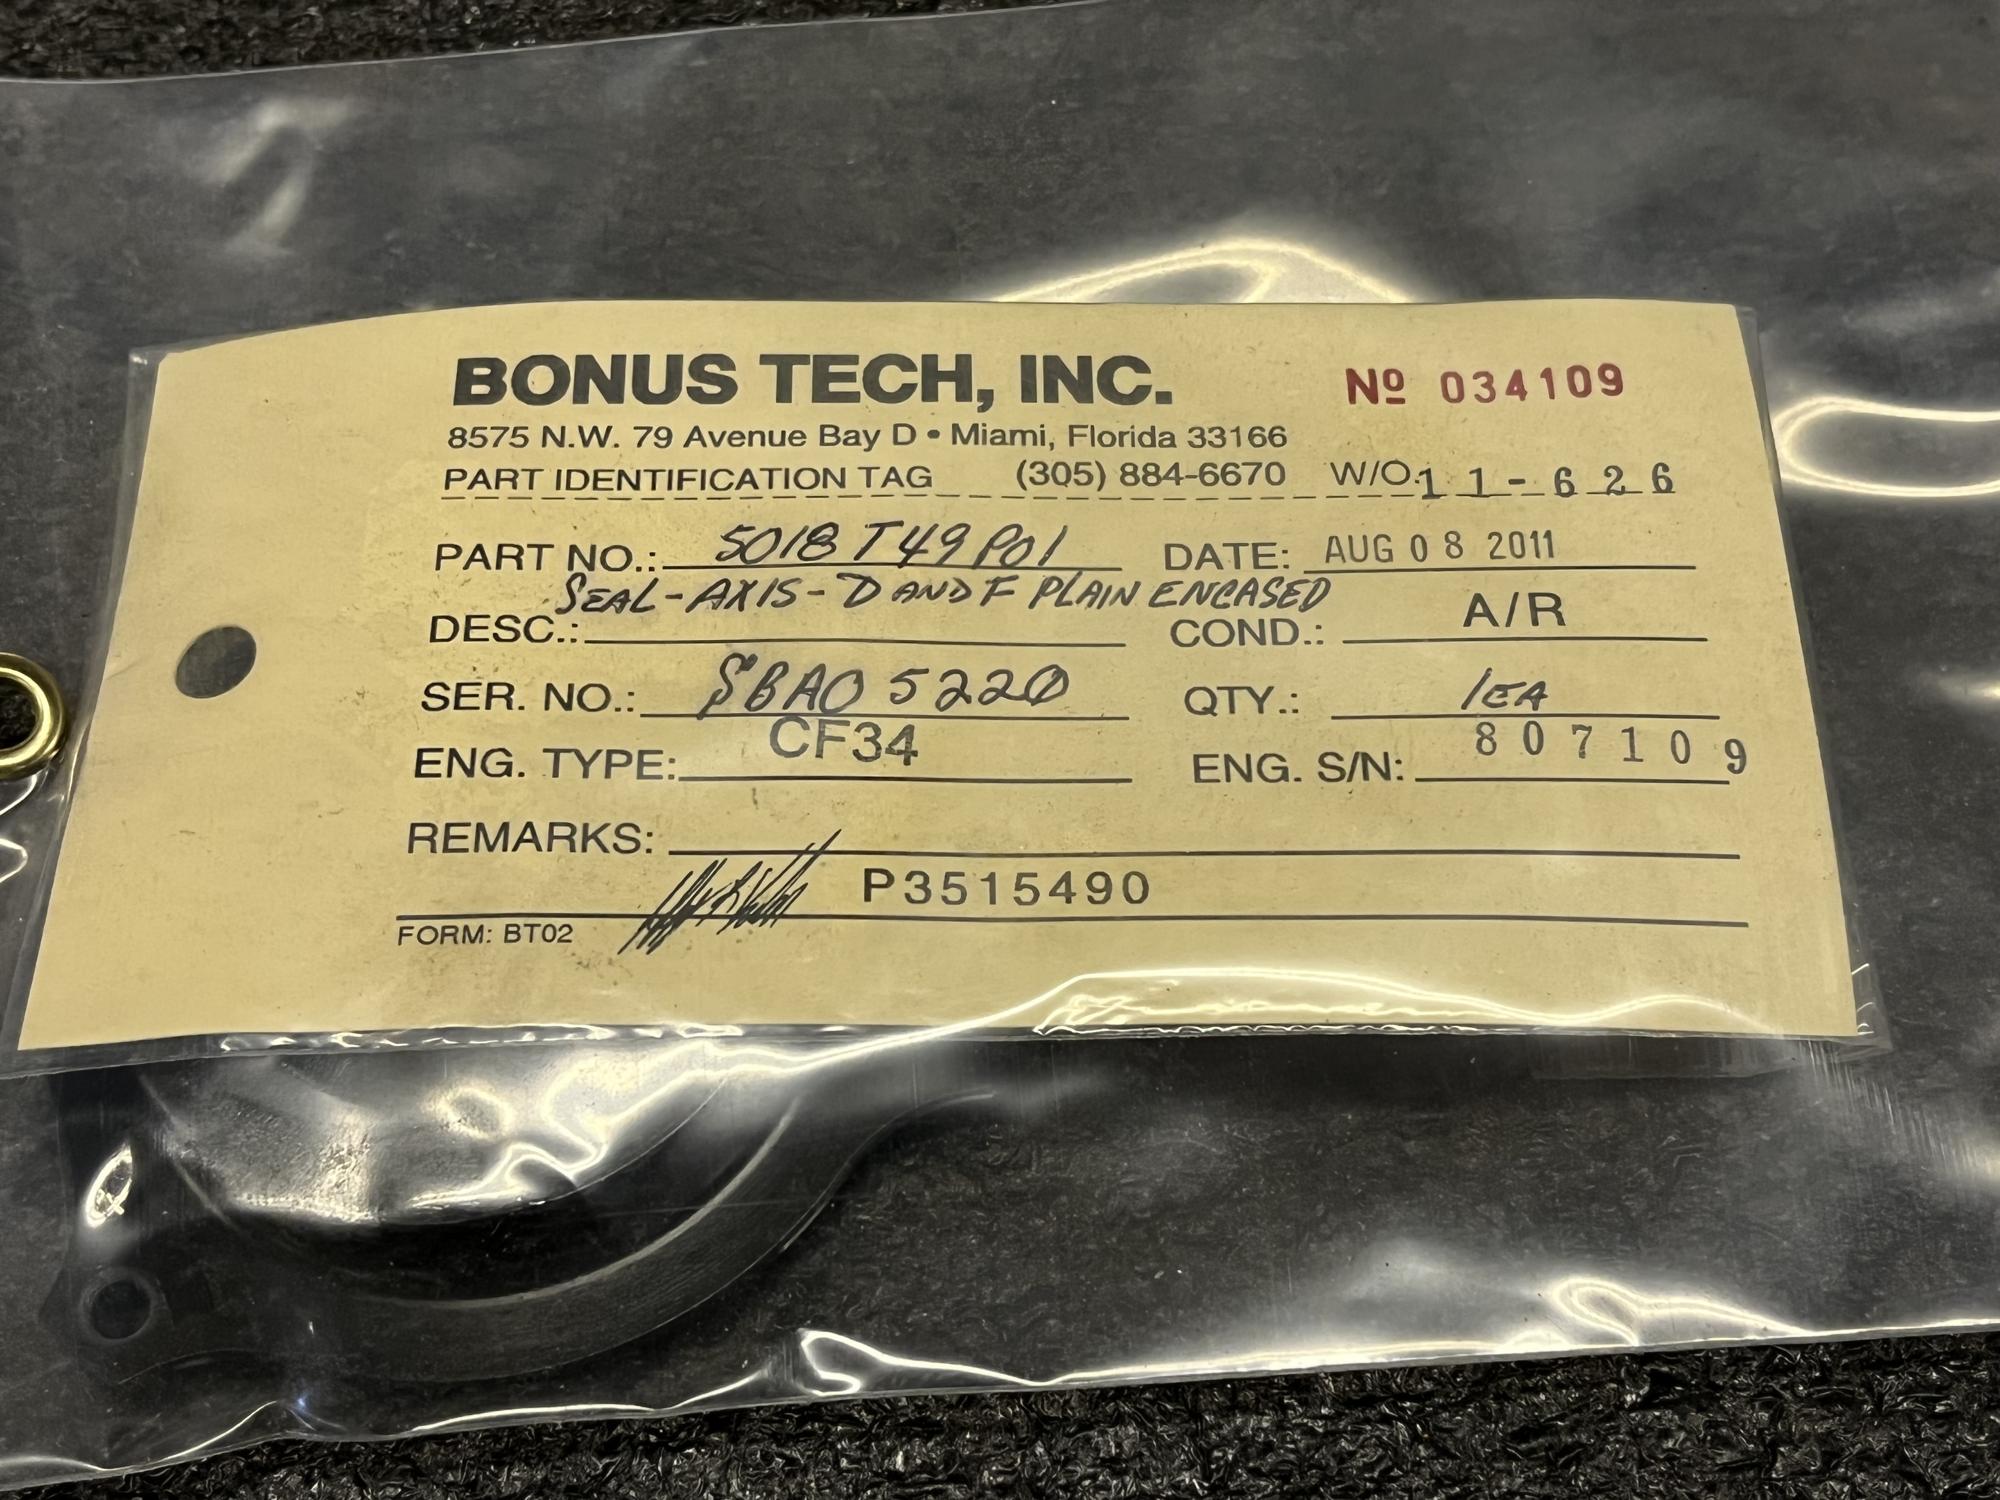 BONUS TECH, INC. Nº 034109
8575 N.W. 79 Avenue Bay D • Miami, Florida 33166
PART IDENTIFICATION TAG (305) 884-6670 W/O. 11-626
PART NO.: 5018T49P01 DATE: AUG 08 2011
DESC.: SEAL-AXIS-D AND F PLAIN ENCASED COND.: A/R
SER. NO.: SBAO5220 QTY.: 1EA
ENG. TYPE: CF34 ENG. S/N: 807109
REMARKS:
P3515490
FORM: BT02